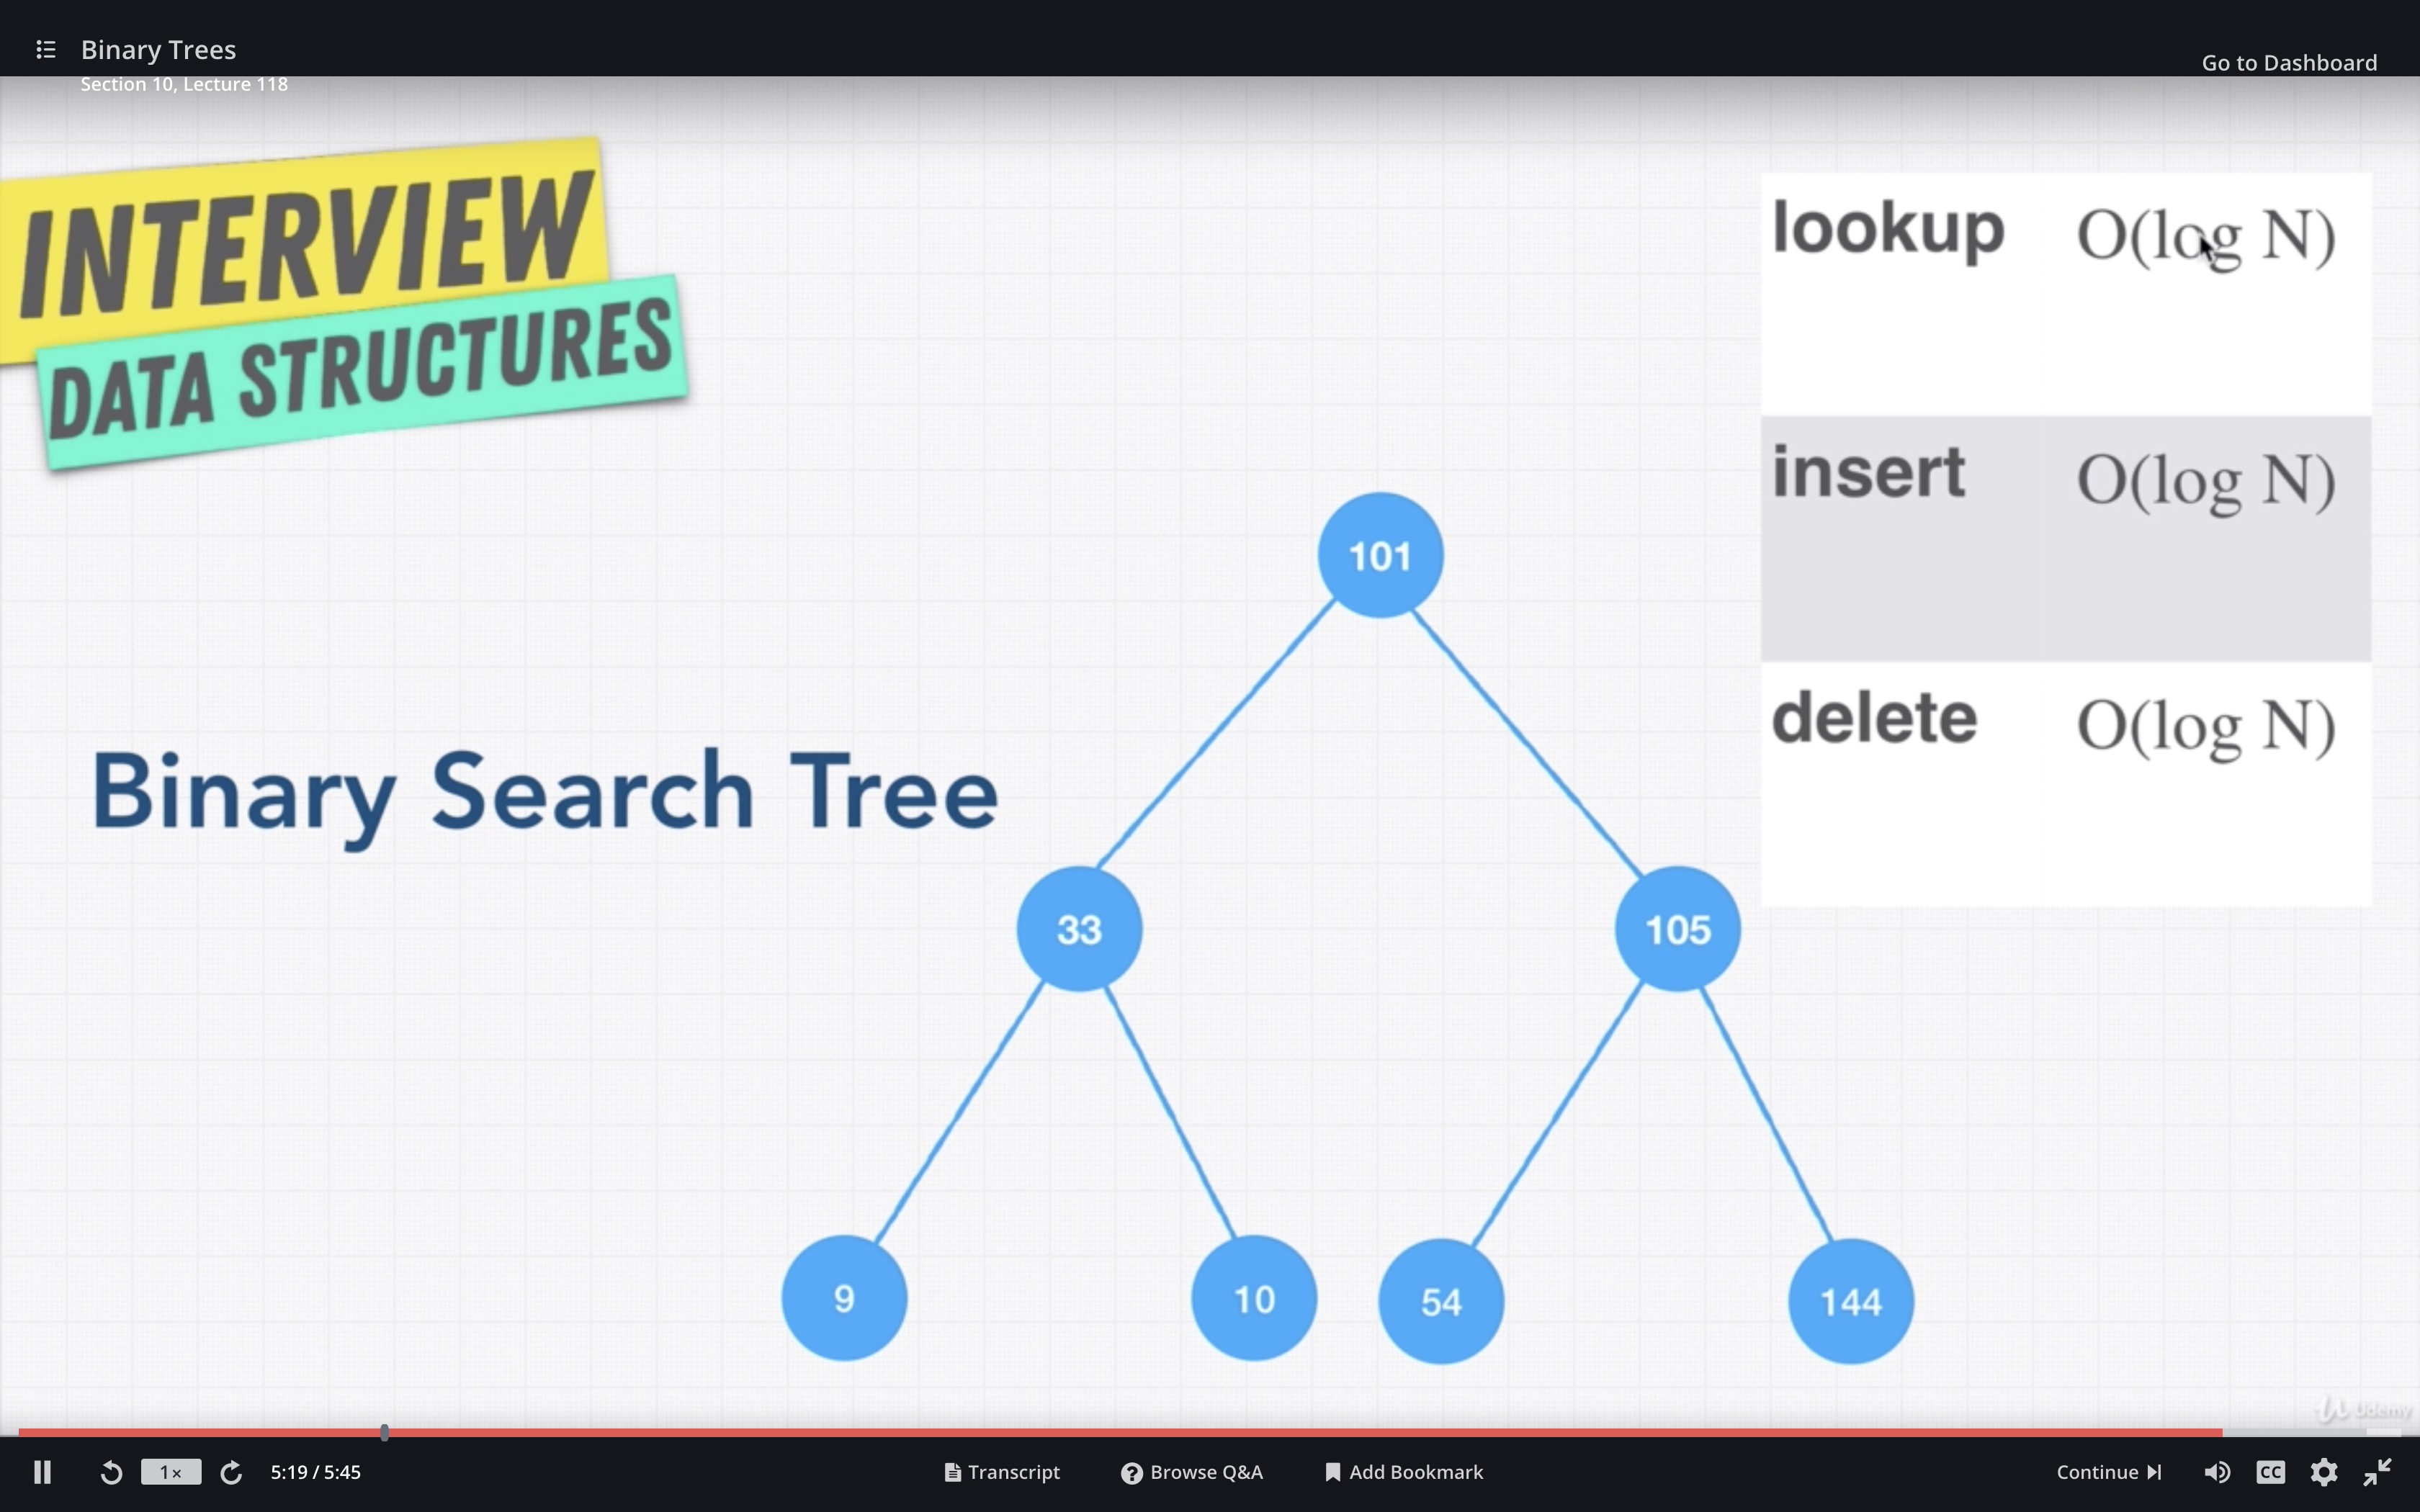 Binary Trees
Section 10, Lecture 118
Go to Dashboard
INTERVIEW
DATA STRUCTURES
lookup O(log N)
insert O(log N)
delete O(log N)
Binary Search Tree
101
33 105
9 10 54 144
Udemy
1× 5:19 / 5:45 Transcript ? Browse Q&A Add Bookmark Continue CC